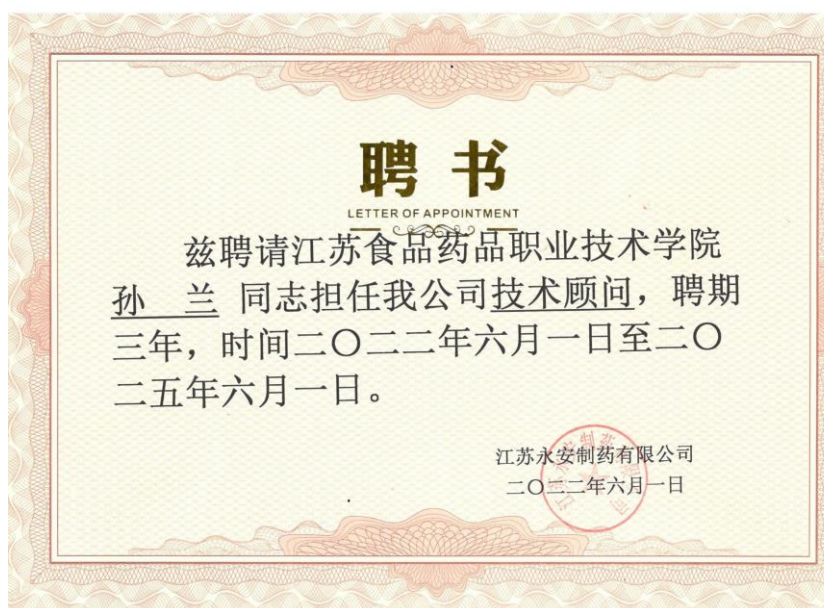 聘 书
LETTER OF APPOINTMENT
兹聘请江苏食品药品职业技术学院
孙 兰 同志担任我公司技术顾问，聘期
三年，时间二〇二二年六月一日至二〇
二五年六月一日。
江苏永安制药有限公司
二〇二二年六月一日